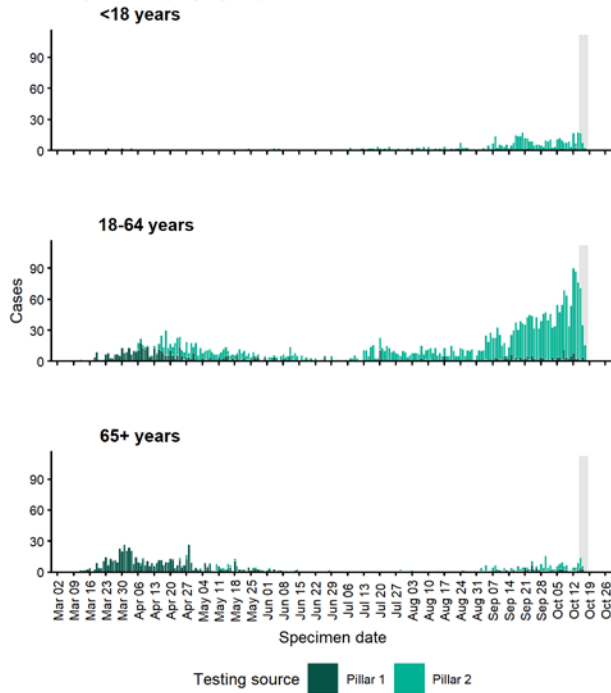 <18 years
90
60
30
0
18-64 years
90
60
30
0
Cases
65+ years
90
60
30
0
Mar 02
Mar 09
Mar 16
Mar 23
Mar 30
Apr 06
Apr 13
Apr 20
Apr 27
May 04
May 11
May 18
May 25
Jun 01
Jun 08
Jun 15
Jun 22
Jun 29
Jul 06
Jul 13
Jul 20
Jul 27
Aug 03
Aug 10
Aug 17
Aug 24
Aug 31
Sep 07
Sep 14
Sep 21
Sep 28
Oct 05
Oct 12
Oct 19
Oct 26
Specimen date
Testing source Pillar 1 Pillar 2